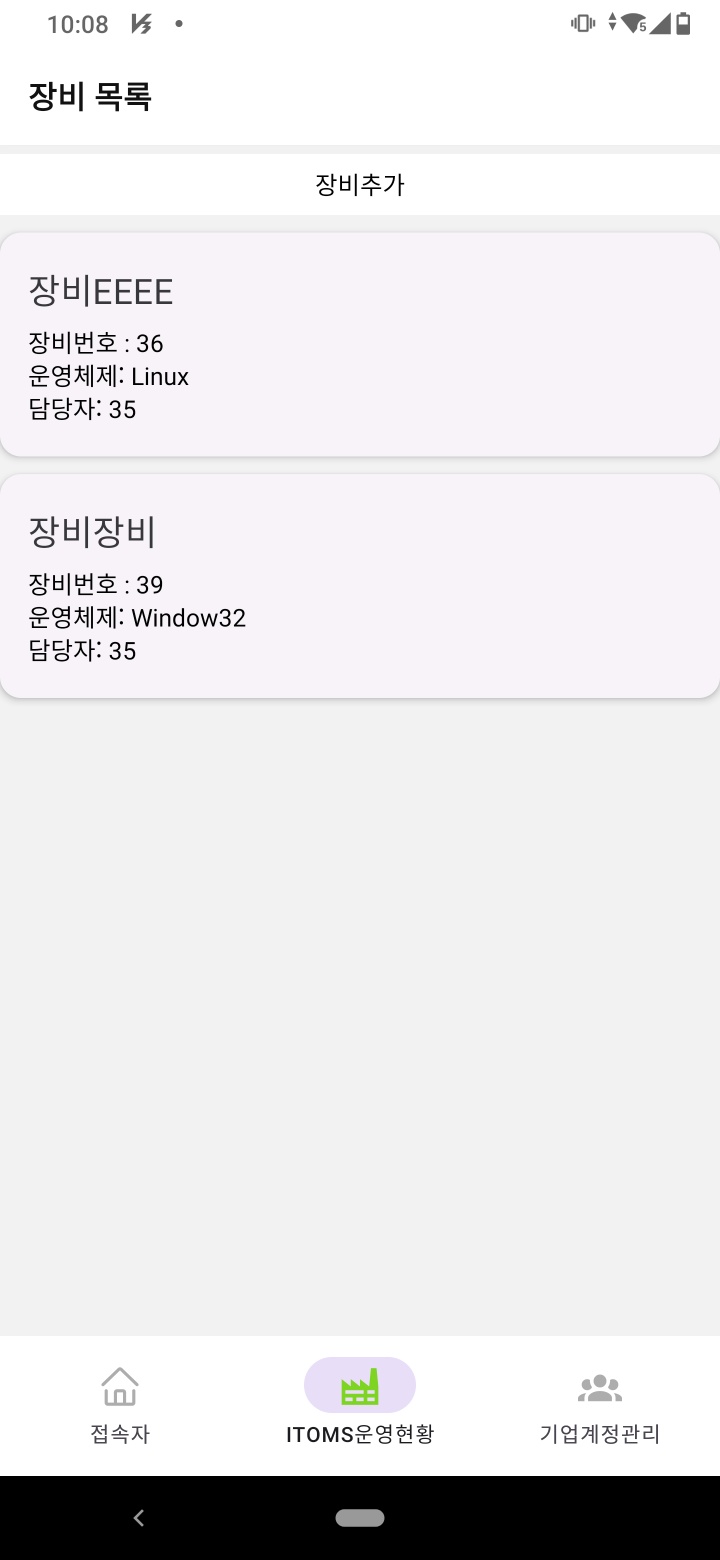 10:08
5
장비 목록
장비추가
장비EEEE
장비번호 : 36
운영체제: Linux
담당자: 35
장비장비
장비번호 : 39
운영체제: Window32
담당자: 35
접속자
ITOMS운영현황
기업계정관리